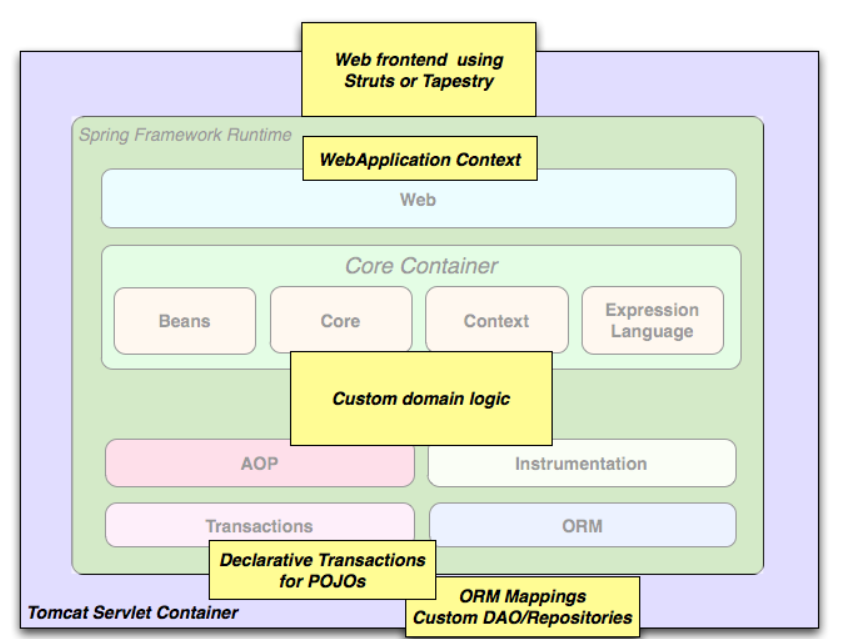 Web frontend using
Struts or Tapestry
Spring Framework Runtime
WebApplication Context
Web
Core Container
Beans
Core
Context
Expression
Language
Custom domain logic
AOP
Instrumentation
Transactions
ORM
Declarative Transactions
for POJOs
ORM Mappings
Custom DAO/Repositories
Tomcat Servlet Container